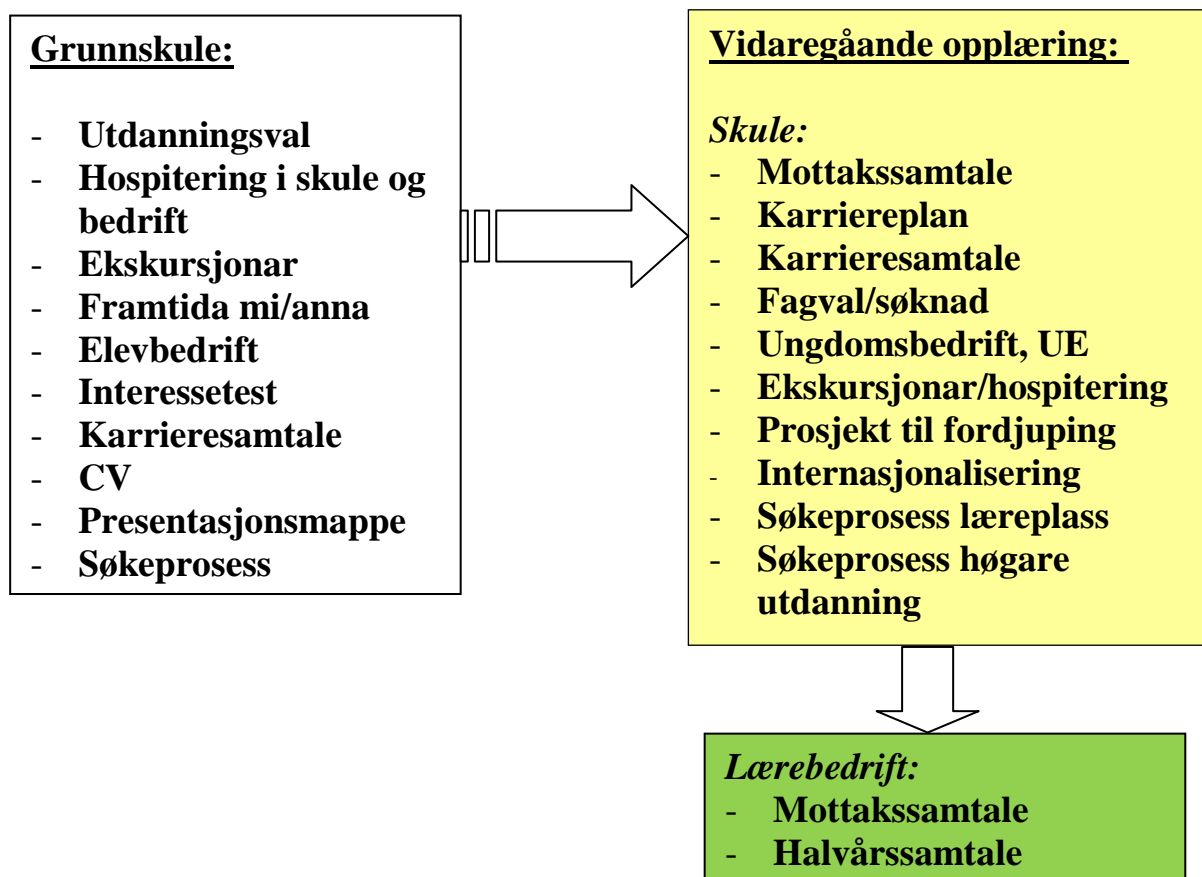 Grunnskule:
- Utdanningsval
- Hospitering i skule og
bedrift
- Ekskursjonar
- Framtida mi/anna
- Elevbedrift
- Interessetest
- Karrieresamtale
- CV
- Presentasjonsmappe
- Søkeprosess
Vidaregåande opplæring:
Skule:
- Mottakssamtale
- Karriereplan
- Karrieresamtale
- Fagval/søknad
- Ungdomsbedrift, UE
- Ekskursjonar/hospitering
- Prosjekt til fordjuping
- Internasjonalisering
- Søkeprosess læreplass
- Søkeprosess høgare
utdanning
Lærebedrift:
- Mottakssamtale
- Halvårssamtale